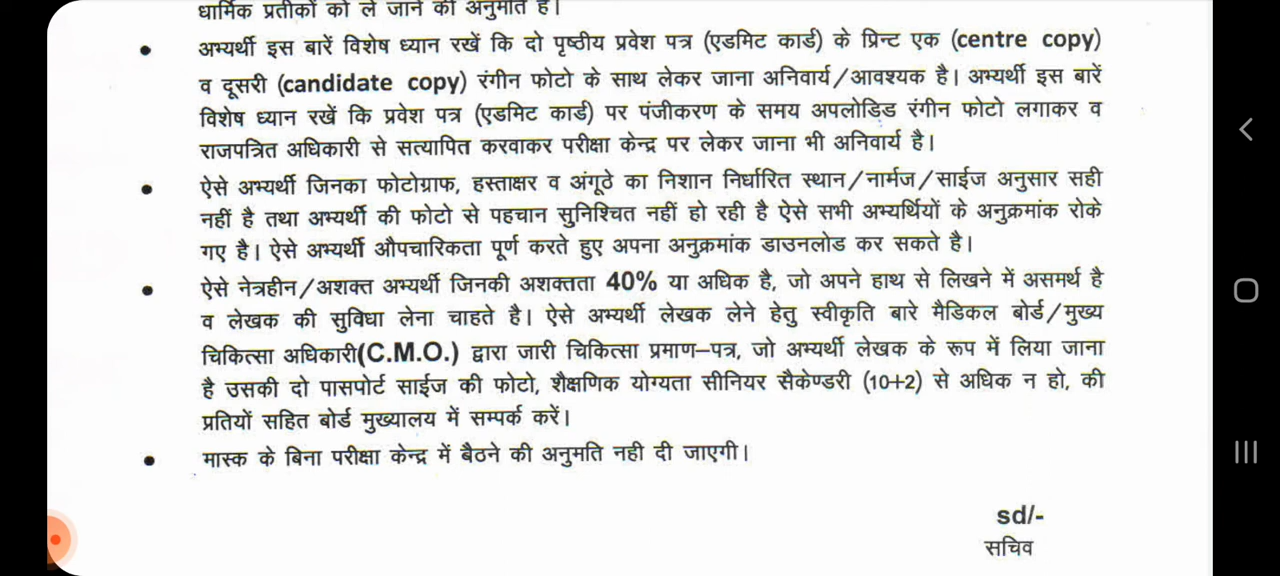 धार्मिक प्रतीकों को ले जाने की अनुमति है।
• अभ्यर्थी इस बारें विशेष ध्यान रखें कि दो पृष्ठीय प्रवेश पत्र (एडमिट कार्ड) के प्रिन्ट एक (centre copy)
व दूसरी (candidate copy) रंगीन फोटो के साथ लेकर जाना अनिवार्य/आवश्यक है। अभ्यर्थी इस बारें
विशेष ध्यान रखें कि प्रवेश पत्र (एडमिट कार्ड) पर पंजीकरण के समय अपलोडिड रंगीन फोटो लगाकर व
राजपत्रित अधिकारी से सत्यापित करवाकर परीक्षा केन्द्र पर लेकर जाना भी अनिवार्य है।
• ऐसे अभ्यर्थी जिनका फोटोग्राफ, हस्ताक्षर व अंगूठे का निशान निर्धारित स्थान/नार्मज/साईज अनुसार सही
नहीं है तथा अभ्यर्थी की फोटो से पहचान सुनिश्चित नहीं हो रही है ऐसे सभी अभ्यर्थियों के अनुक्रमांक रोके
गए है। ऐसे अभ्यर्थी औपचारिकता पूर्ण करते हुए अपना अनुक्रमांक डाउनलोड कर सकते है।
• ऐसे नेत्रहीन/अशक्त अभ्यर्थी जिनकी अशक्तता 40% या अधिक है, जो अपने हाथ से लिखने में असमर्थ है
व लेखक की सुविधा लेना चाहते है। ऐसे अभ्यर्थी लेखक लेने हेतु स्वीकृति बारे मैडिकल बोर्ड/मुख्य
चिकित्सा अधिकारी(C.M.O.) द्वारा जारी चिकित्सा प्रमाण–पत्र, जो अभ्यर्थी लेखक के रूप में लिया जाना
है उसकी दो पासपोर्ट साईज की फोटो, शैक्षणिक योग्यता सीनियर सैकेण्डरी (10+2) से अधिक न हो, की
प्रतियों सहित बोर्ड मुख्यालय में सम्पर्क करें।
• मास्क के बिना परीक्षा केन्द्र में बैठने की अनुमति नही दी जाएगी।
sd/-
सचिव